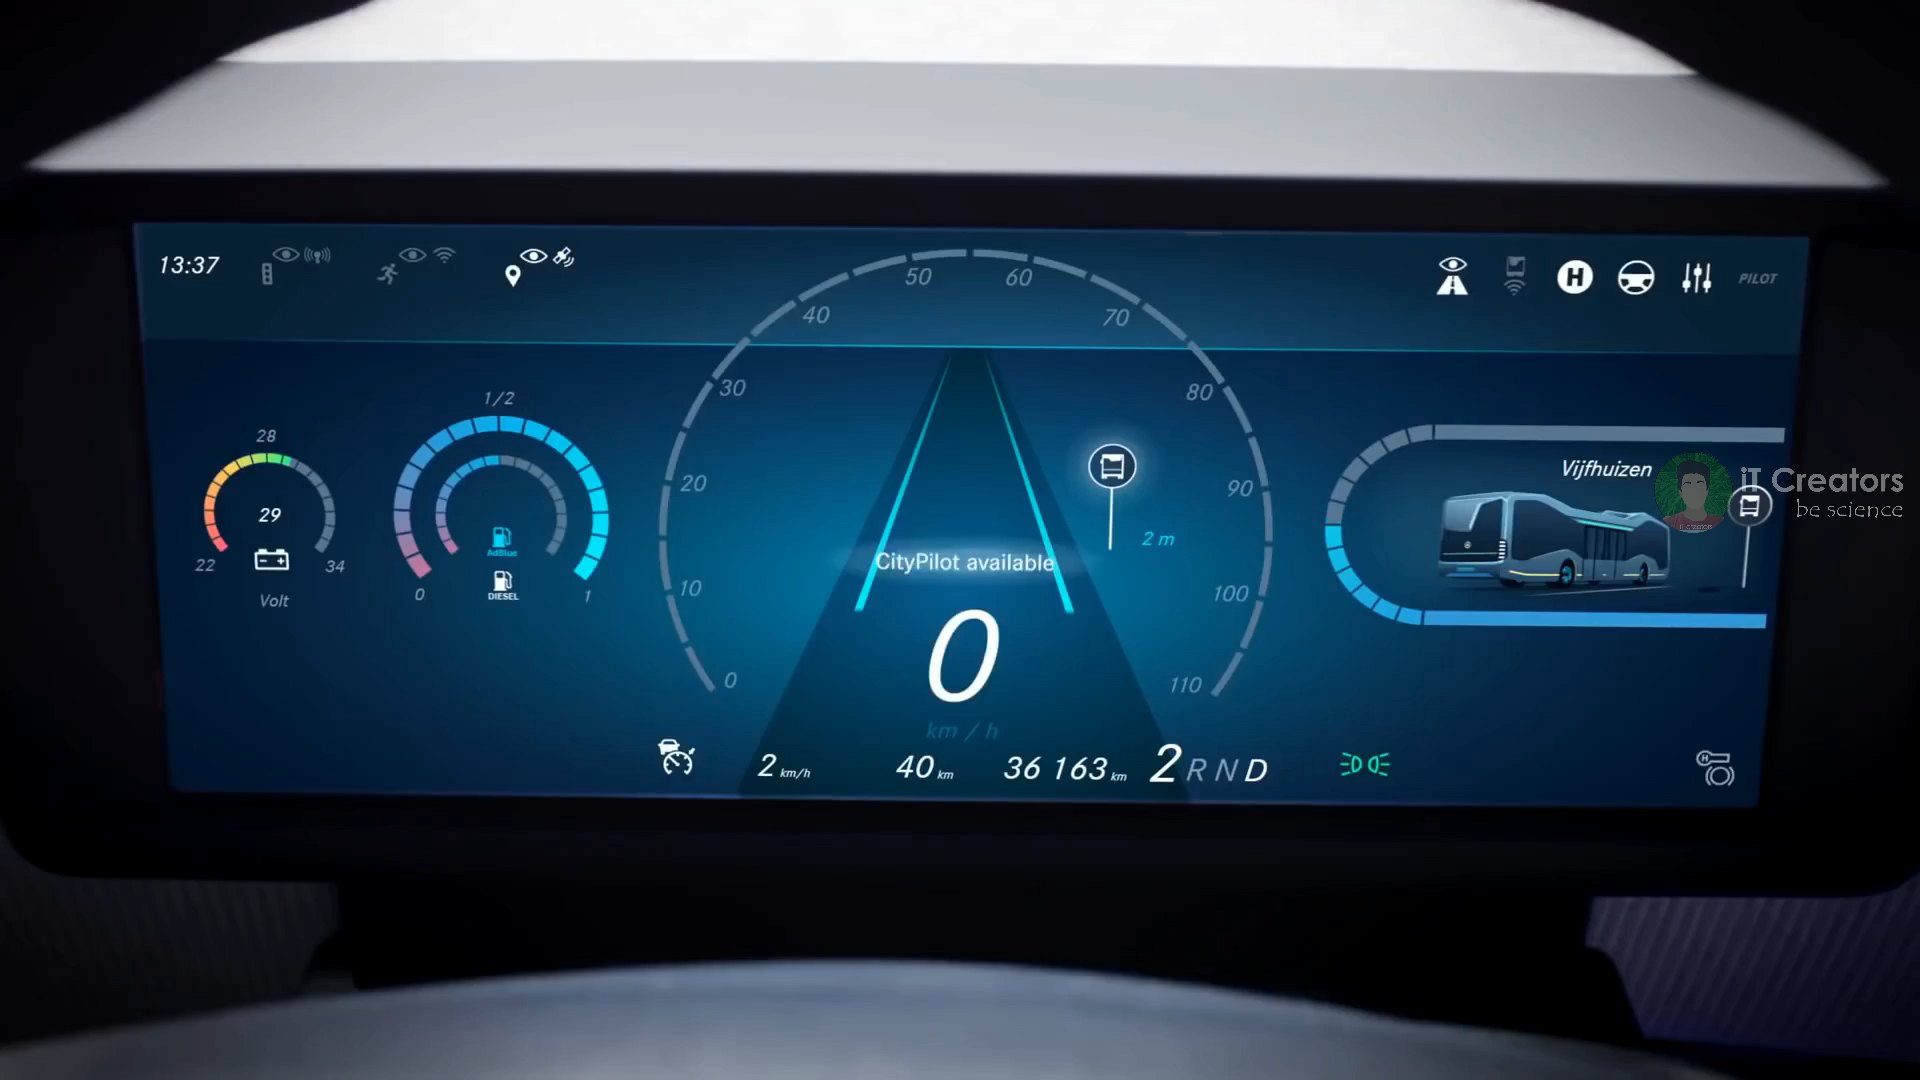 13:37
H
PILOT
0
10
20
30
40
50
60
70
80
90
100
110
28
29
22
34
Volt
1/2
AdBlue
DIESEL
0
1
2 m
CityPilot available
0
km / h
Vijfhuizen
iT Creators
be science
iT creators
2 km/h
40 km
36 163 km
2 R N D
H